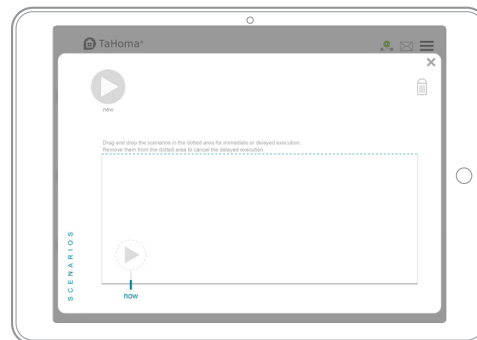 TaHoma®
new
Drag and drop the scenarios in the dotted area for immediate or delayed execution.
Remove them from the dotted area to cancel the delayed execution.
SCENARIOS
now